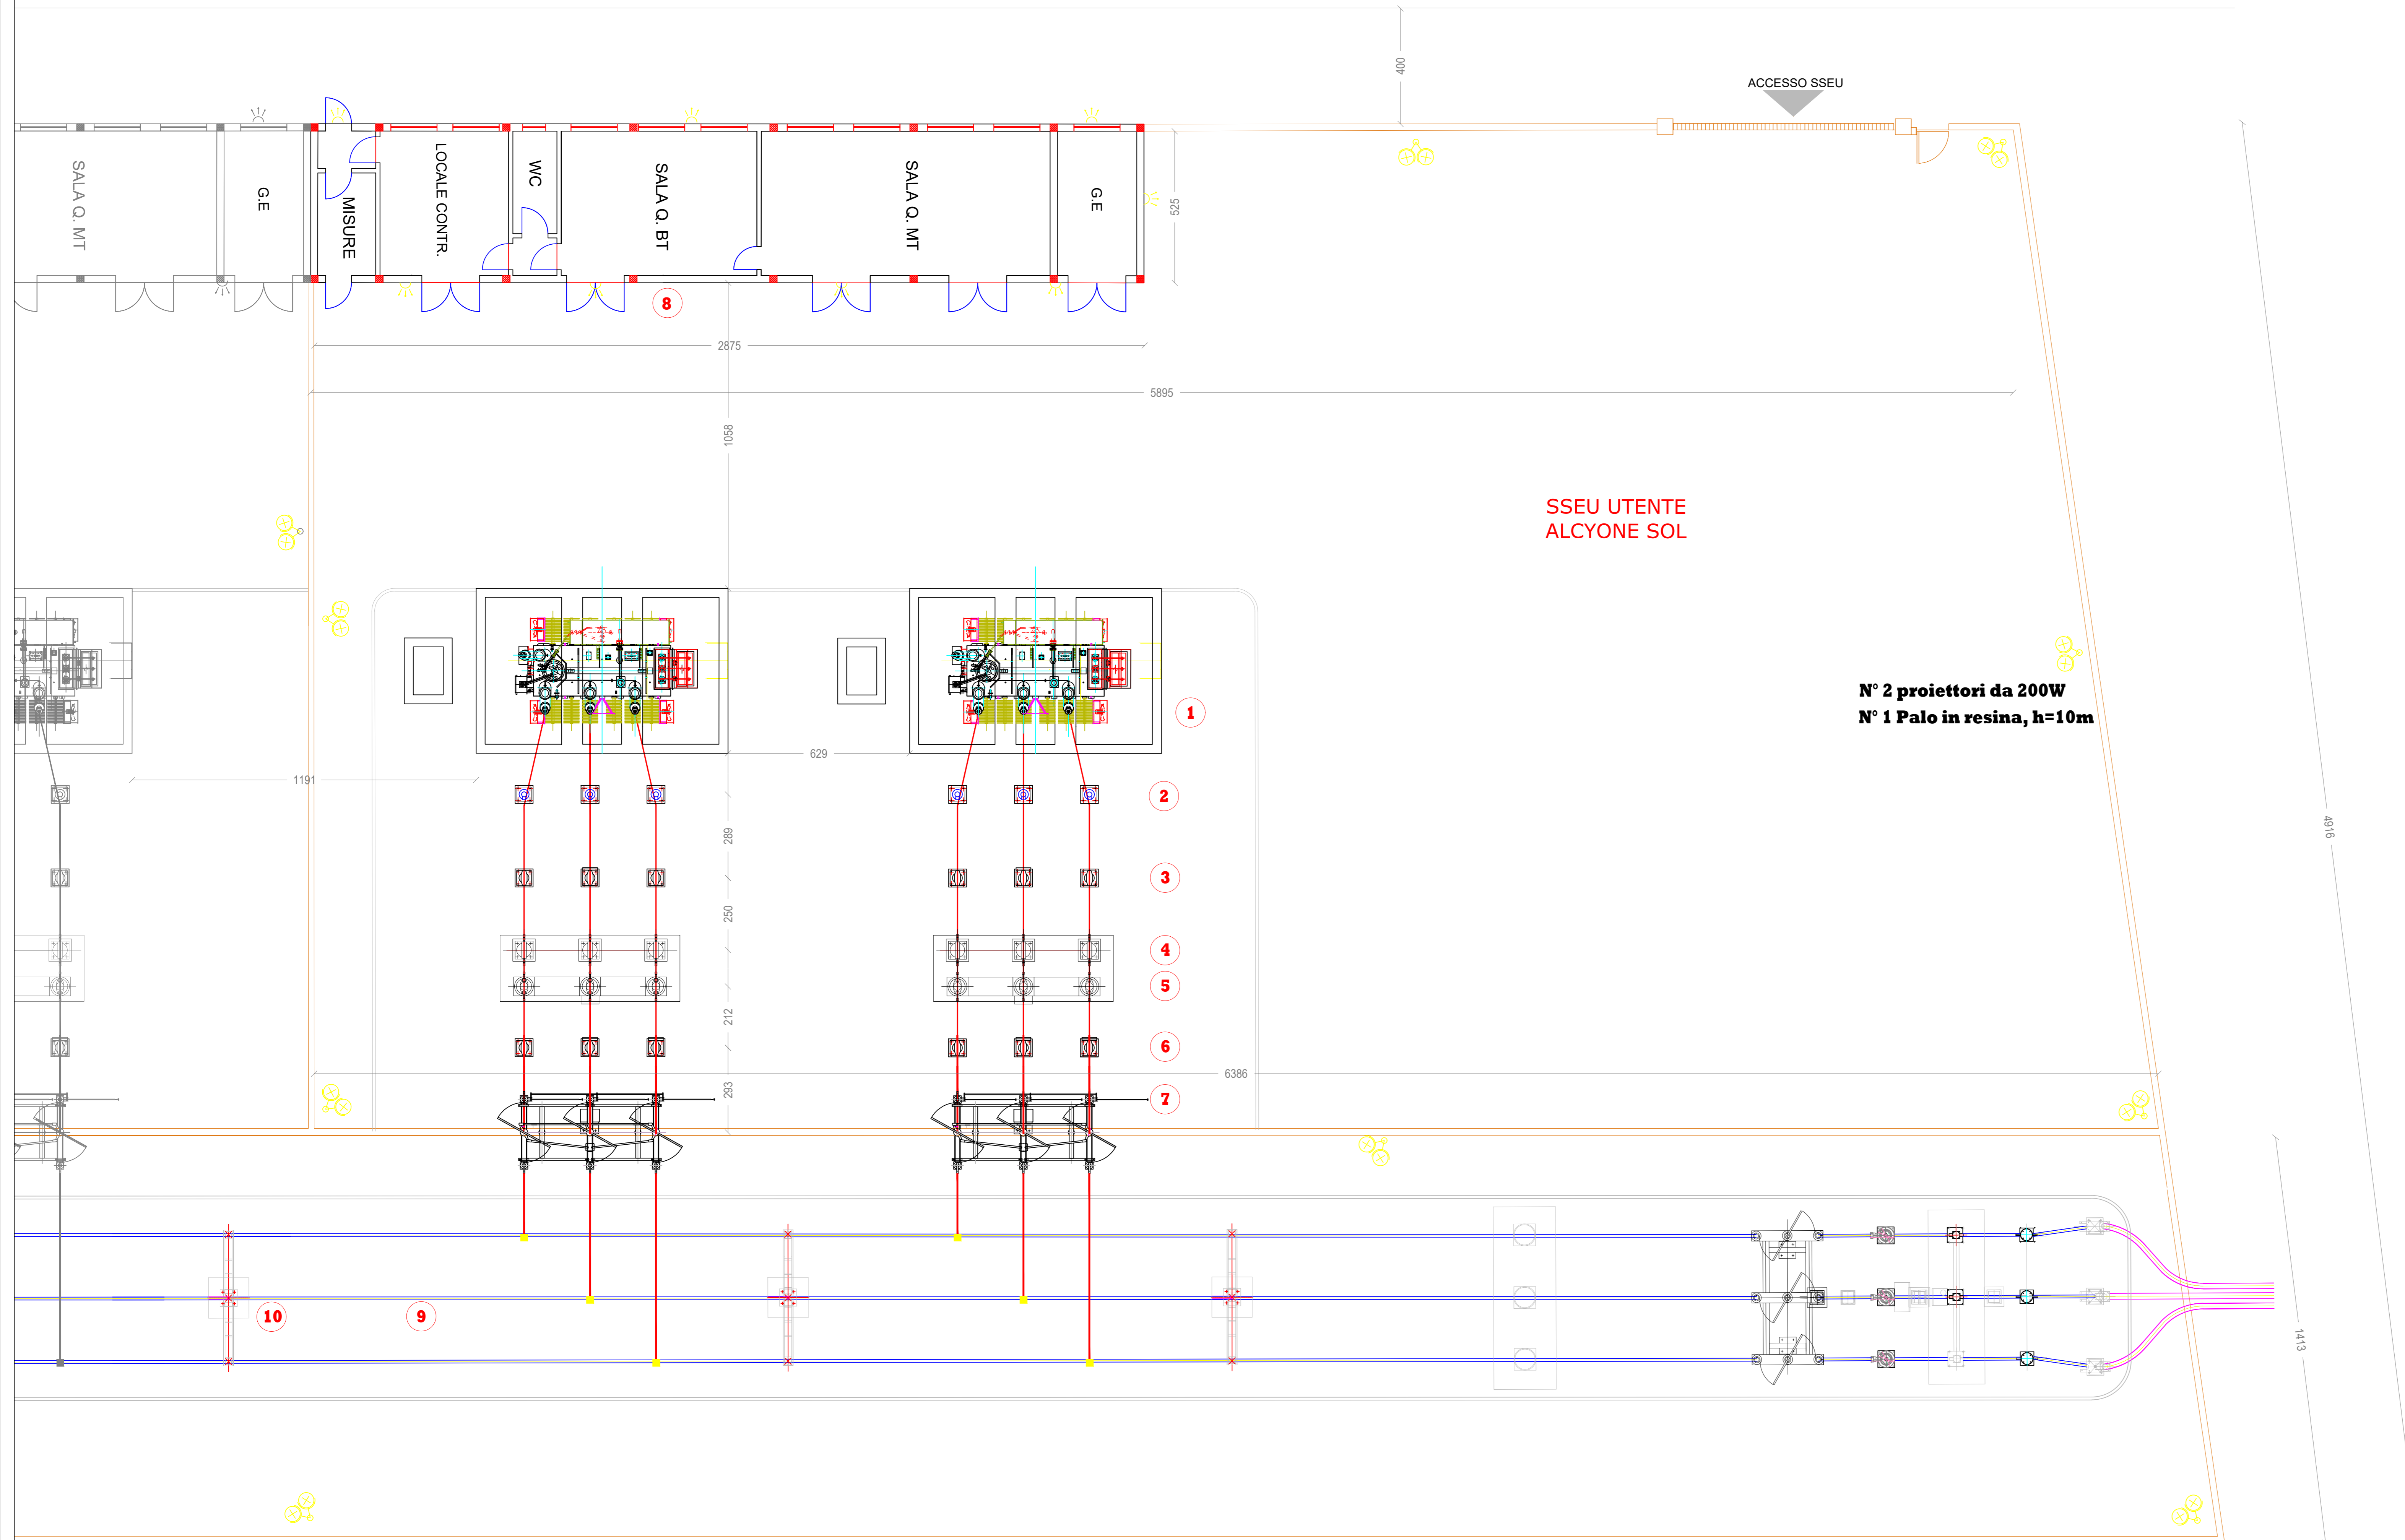 400
ACCESSO SSEU
SALA Q. MT
G.E
MISURE
LOCALE CONTR.
WC
SALA Q. BT
SALA Q. MT
G.E
525
8
2875
5895
1058
SSEU UTENTE
ALCYONE SOL
N° 2 proiettori da 200W
N° 1 Palo in resina, h=10m
1
629
1191
2
289
4916
3
250
4
5
212
6
6386
293
7
10
9
1413